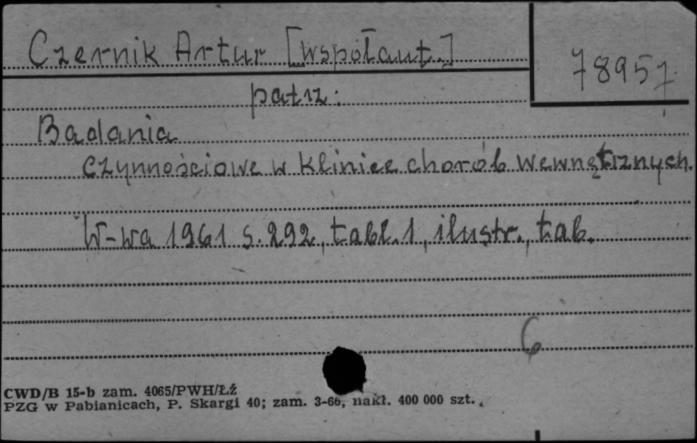 Czernik Artur [współaut.]
78957
patrz:
Badania
czynnościowe w klinice chorób wewnętrznych.
W-wa 1961 s. 292, tabl. 1, ilustr., tab.
6
CWD/B 15-b zam. 4065/PWH/Łź
PZG w Pabianicach, P. Skargi 40; zam. 3-66, nakł. 400 000 szt.